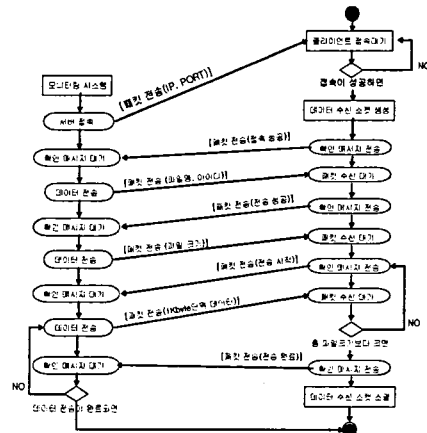 클라이언트 접속대기
NO
접속이 성공하면
모니터링 시스템
[패킷 전송(IP, PORT)]
데이터 수신 소켓 생성
서버 접속
[패킷 전송(접속 성공)]
확인 메시지 전송
확인 메시지 대기
[패킷 전송 (파일명, 아이디)]
패킷 수신 대기
데이터 전송
[패킷 전송(전송 성공)]
확인 메시지 전송
확인 메시지 대기
[패킷 전송 (파일 크기)]
패킷 수신 대기
데이터 전송
[패킷 전송(전송 시작)]
확인 메시지 전송
확인 메시지 대기
[패킷 전송(1Kbyte단위 데이터)]
패킷 수신 대기
NO
데이터 전송
총 파일크기보다 크면
[패킷 전송(전송 완료)]
확인 메시지 전송
확인 메시지 대기
NO
데이터 수신 소켓 소멸
데이터 전송이 완료되면